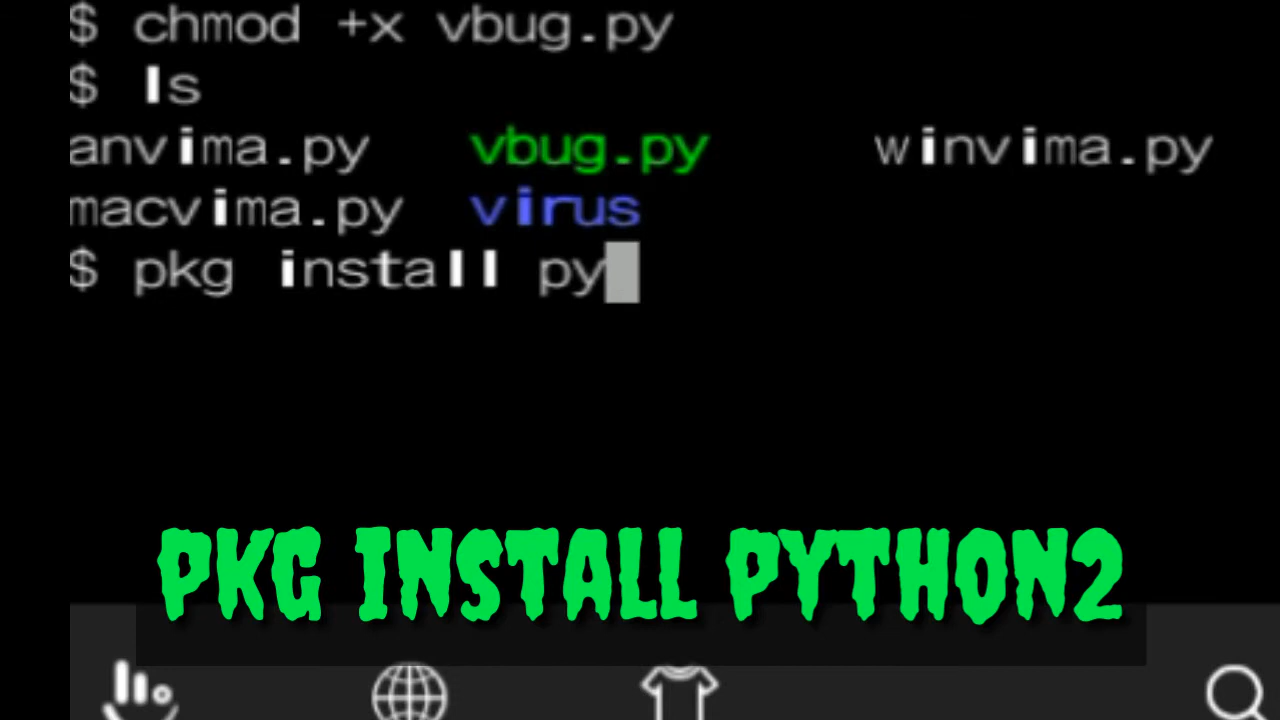 $ chmod +x vbug.py
$ ls
anvima.py vbug.py winvima.py
macvima.py virus
$ pkg install py
PKG INSTALL PYTHON2